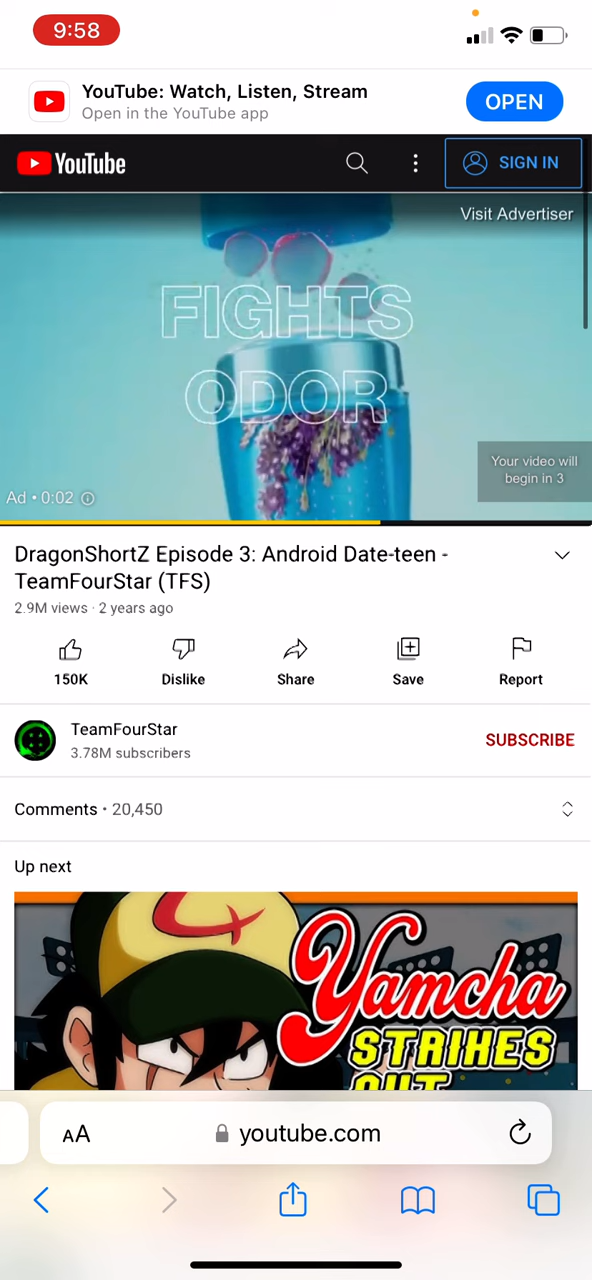 9:58
YouTube: Watch, Listen, Stream
Open in the YouTube app
OPEN
YouTube
SIGN IN
Visit Advertiser
FIGHTS
ODOR
Your video will
begin in 3
Ad • 0:02
DragonShortZ Episode 3: Android Date-teen -
TeamFourStar (TFS)
2.9M views · 2 years ago
150K
Dislike
Share
Save
Report
TeamFourStar
3.78M subscribers
SUBSCRIBE
Comments • 20,450
Up next
Yamcha
STRIKES
OUT
AA
youtube.com